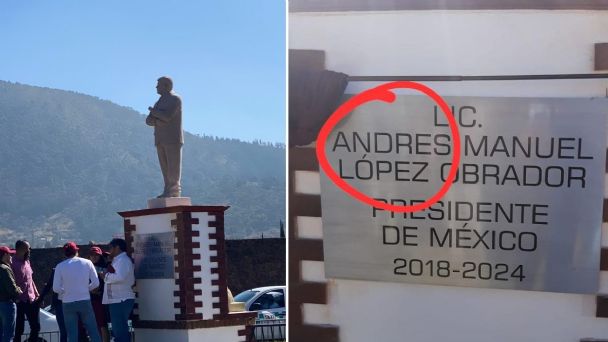 LIC.
ANDRES MANUEL
LÓPEZ OBRADOR
PRESIDENTE
DE MÉXICO
2018-2024